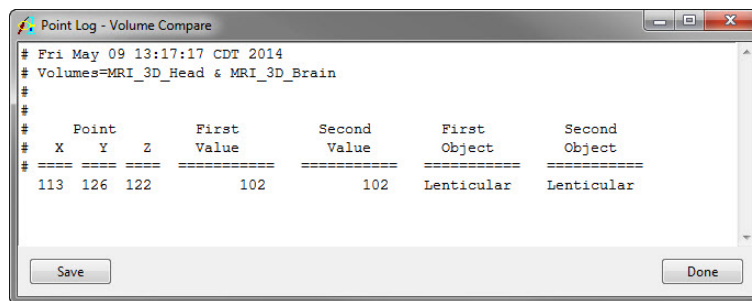 Point Log - Volume Compare
# Fri May 09 13:17:17 CDT 2014
# Volumes=MRI_3D_Head & MRI_3D_Brain
#
#
#     Point          First          Second         First          Second
#   X    Y    Z      Value          Value          Object         Object
# ==== ==== ====  ===========   ===========   ===========   ===========
  113  126  122          102            102    Lenticular     Lenticular
Save Done